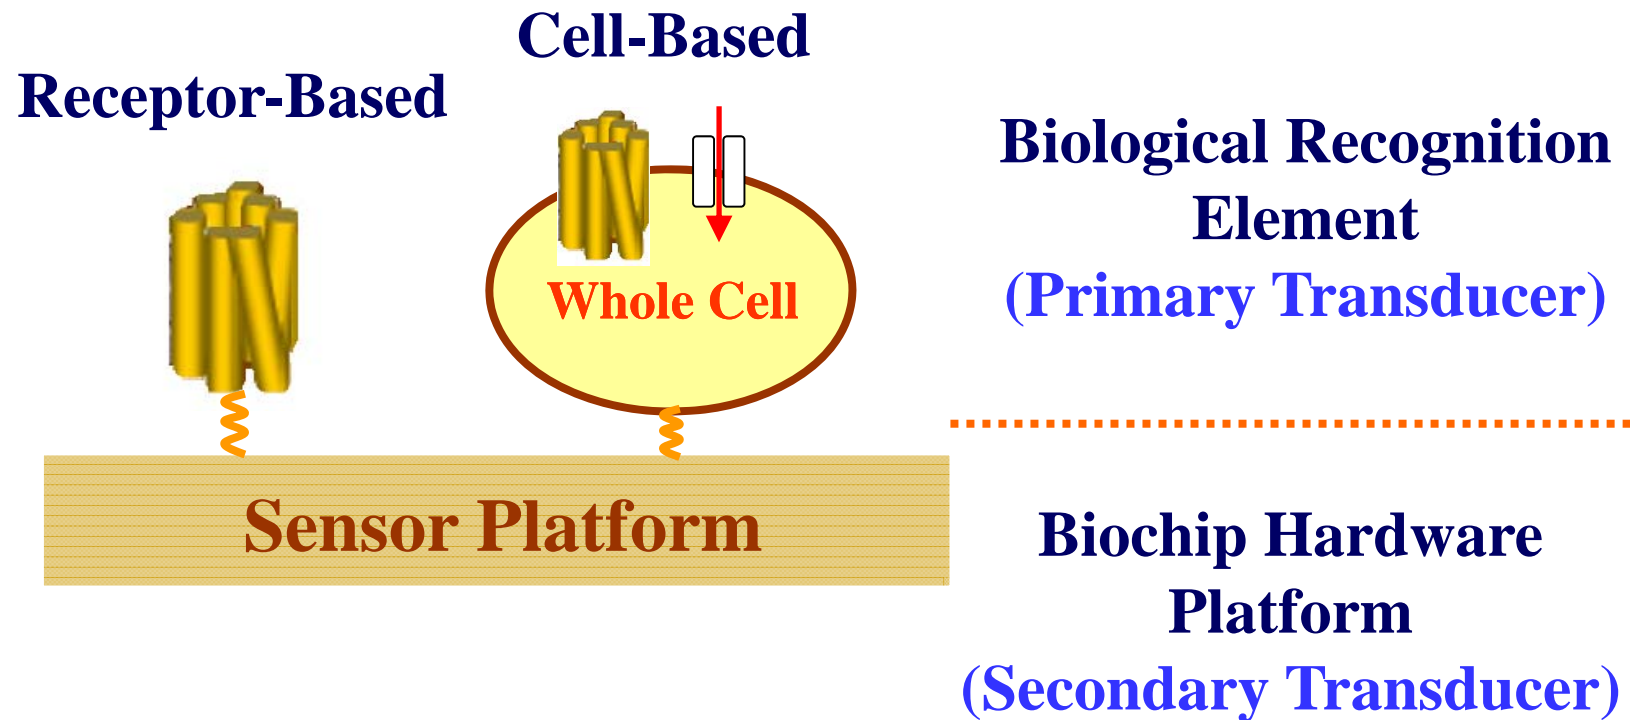 Cell-Based
Receptor-Based
Whole Cell
Sensor Platform
Biological Recognition
Element
(Primary Transducer)
Biochip Hardware
Platform
(Secondary Transducer)